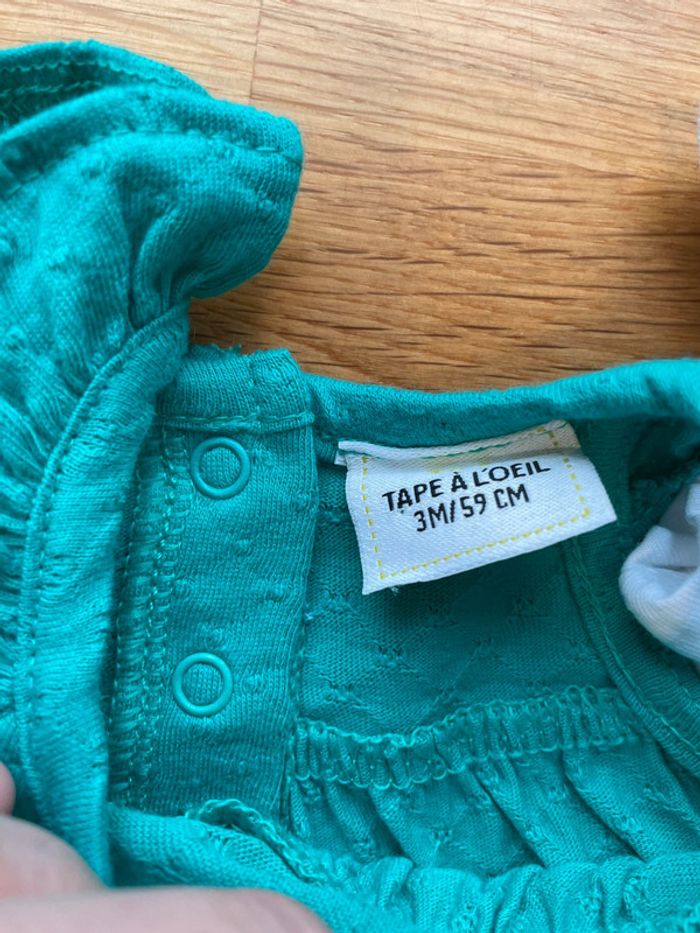 TAPE À L'OEIL
3M/59 CM